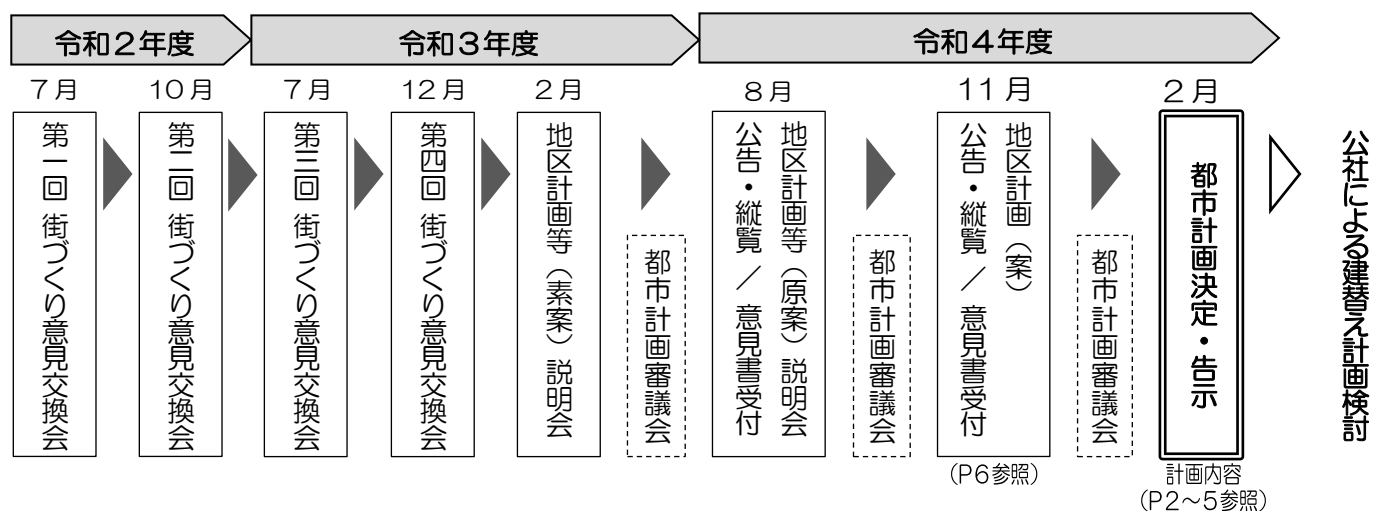 令和２年度
令和３年度
令和４年度
７月
10月
７月
12月
２月
８月
11月
２月
第一回 街づくり意見交換会
第二回 街づくり意見交換会
第三回 街づくり意見交換会
第四回 街づくり意見交換会
地区計画等（素案）説明会
都市計画審議会
地区計画等（原案）説明会
公告・縦覧 ／ 意見書受付
都市計画審議会
地区計画（案）
公告・縦覧 ／ 意見書受付
(P６参照)
都市計画審議会
都市計画決定・告示
計画内容
(P２～５参照)
公社による建替え計画検討